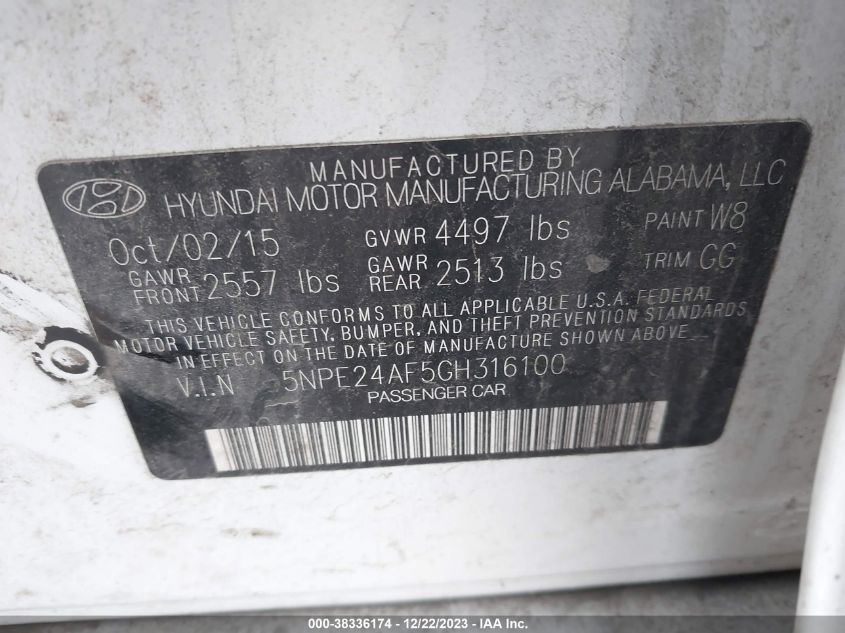 MANUFACTURED BY
HYUNDAI MOTOR MANUFACTURING ALABAMA, LLC
Oct/02/15 GVWR 4497 lbs PAINT W8
GAWR FRONT 2557 lbs GAWR REAR 2513 lbs TRIM GG
THIS VEHICLE CONFORMS TO ALL APPLICABLE U.S.A. FEDERAL
MOTOR VEHICLE SAFETY, BUMPER, AND THEFT PREVENTION STANDARDS
IN EFFECT ON THE DATE OF MANUFACTURE SHOWN ABOVE
V.I.N 5NPE24AF5GH316100
PASSENGER CAR
000-38336174 - 12/22/2023 - IAA Inc.